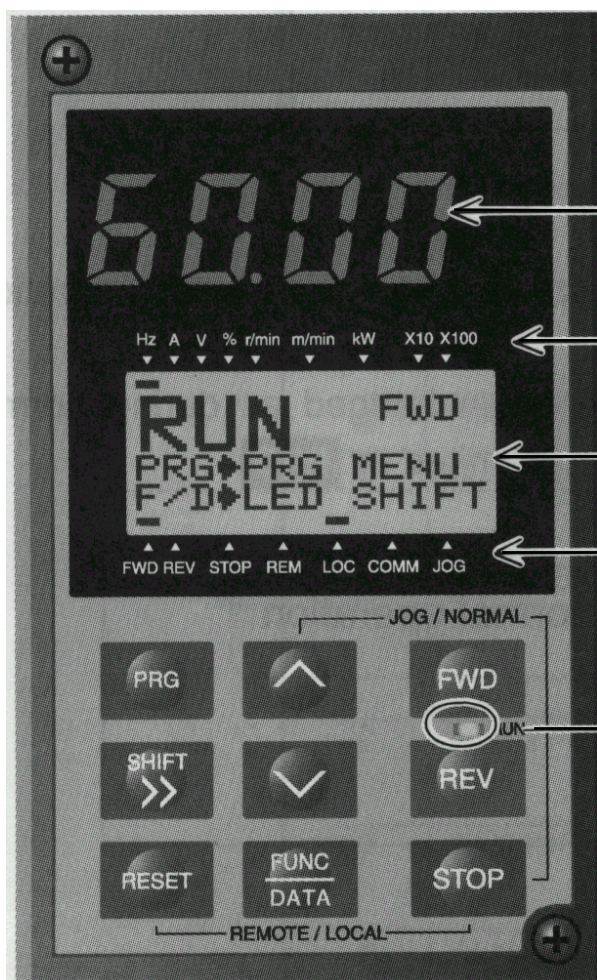 60.00
Hz A V % r/min m/min kW X10 X100
RUN FWD
PRG▶PRG MENU
F/D▶LED SHIFT
FWD REV STOP REM LOC COMM JOG
JOG / NORMAL
PRG
FWD
SHIFT
REV
RESET
FUNC
DATA
STOP
REMOTE / LOCAL